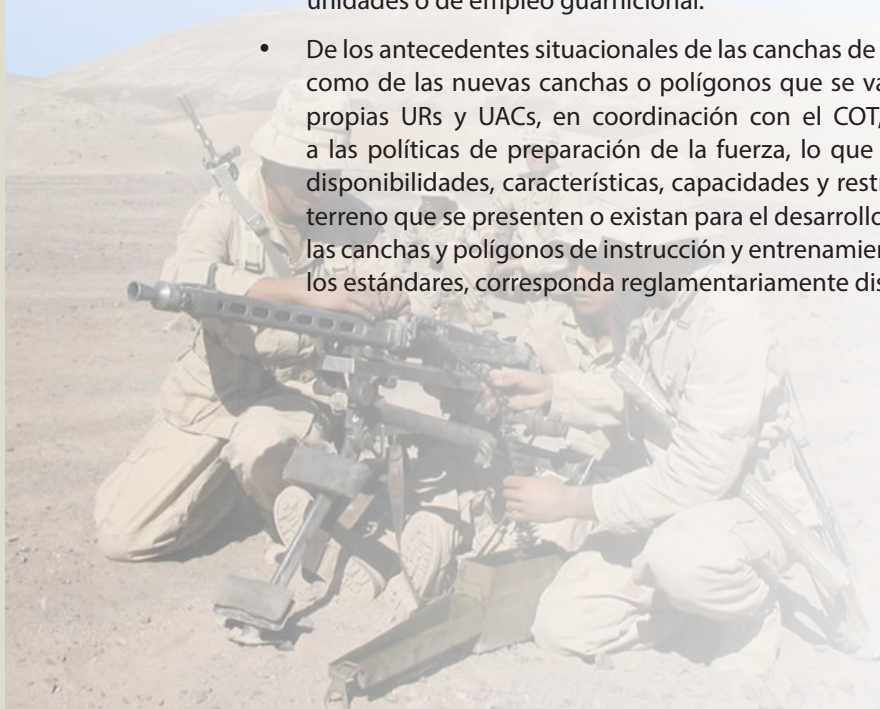 unidades o de empleo guarnicional.
• De los antecedentes situacionales de las canchas de
como de las nuevas canchas o polígonos que se va
propias URs y UACs, en coordinación con el COT,
a las políticas de preparación de la fuerza, lo que
disponibilidades, características, capacidades y restr
terreno que se presenten o existan para el desarrollo
las canchas y polígonos de instrucción y entrenamien
los estándares, corresponda reglamentariamente dis